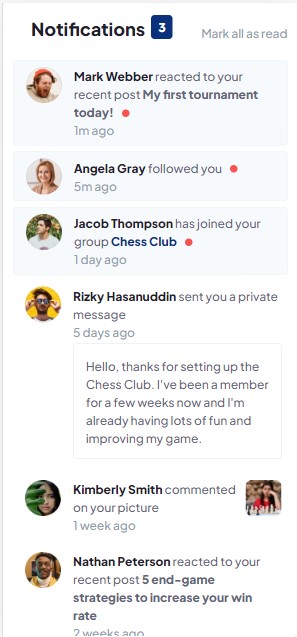 Notifications 3 Mark all as read
Mark Webber reacted to your
recent post My first tournament
today!
1m ago
Angela Gray followed you
5m ago
Jacob Thompson has joined your
group Chess Club
1 day ago
Rizky Hasanuddin sent you a private
message
5 days ago
Hello, thanks for setting up the
Chess Club. I've been a member
for a few weeks now and I'm
already having lots of fun and
improving my game.
Kimberly Smith commented
on your picture
1 week ago
Nathan Peterson reacted to your
recent post 5 end-game
strategies to increase your win
rate
2 weeks ago